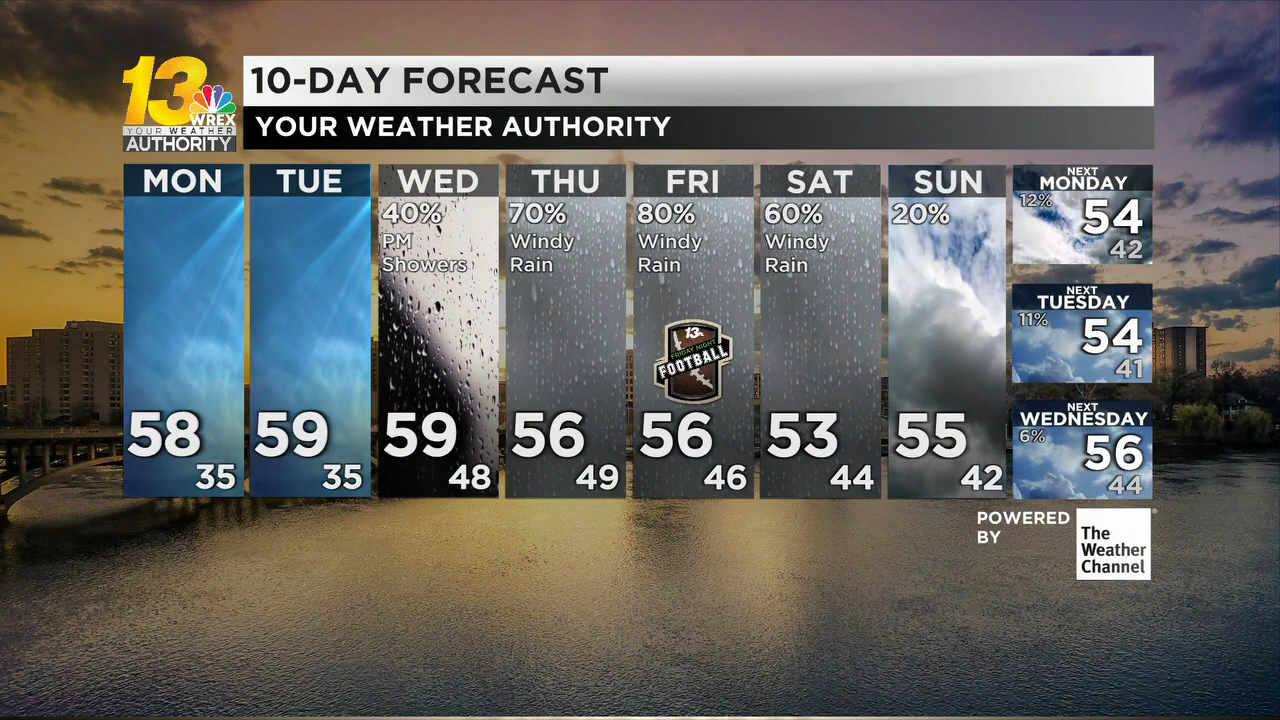 13
WREX
YOUR WEATHER
AUTHORITY
10-DAY FORECAST
YOUR WEATHER AUTHORITY
MON
58
35
TUE
59
35
WED
40%
PM
Showers
59
48
THU
70%
Windy
Rain
56
49
FRI
80%
Windy
Rain
13
FRIDAY NIGHT
FOOTBALL
56
46
SAT
60%
Windy
Rain
53
44
SUN
20%
55
42
NEXT
MONDAY
12%
54
42
NEXT
TUESDAY
11%
54
41
NEXT
WEDNESDAY
6%
56
44
POWERED
BY
The
Weather
Channel
®